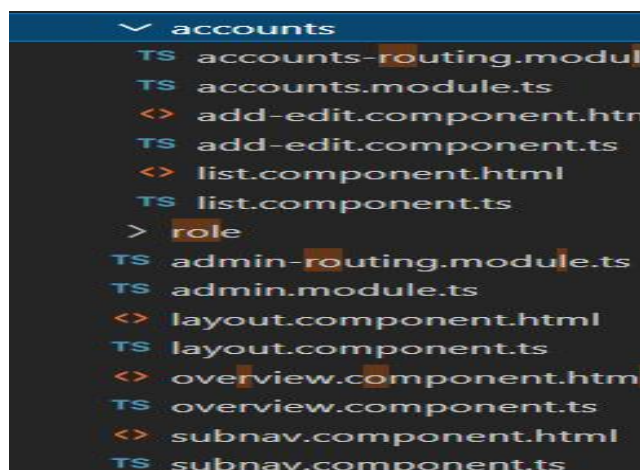 accounts
TS accounts-routing.modul
TS accounts.module.ts
<> add-edit.component.htm
TS add-edit.component.ts
<> list.component.html
TS list.component.ts
> role
TS admin-routing.module.ts
TS admin.module.ts
<> layout.component.html
TS layout.component.ts
<> overview.component.html
TS overview.component.ts
<> subnav.component.html
TS subnav.component.ts